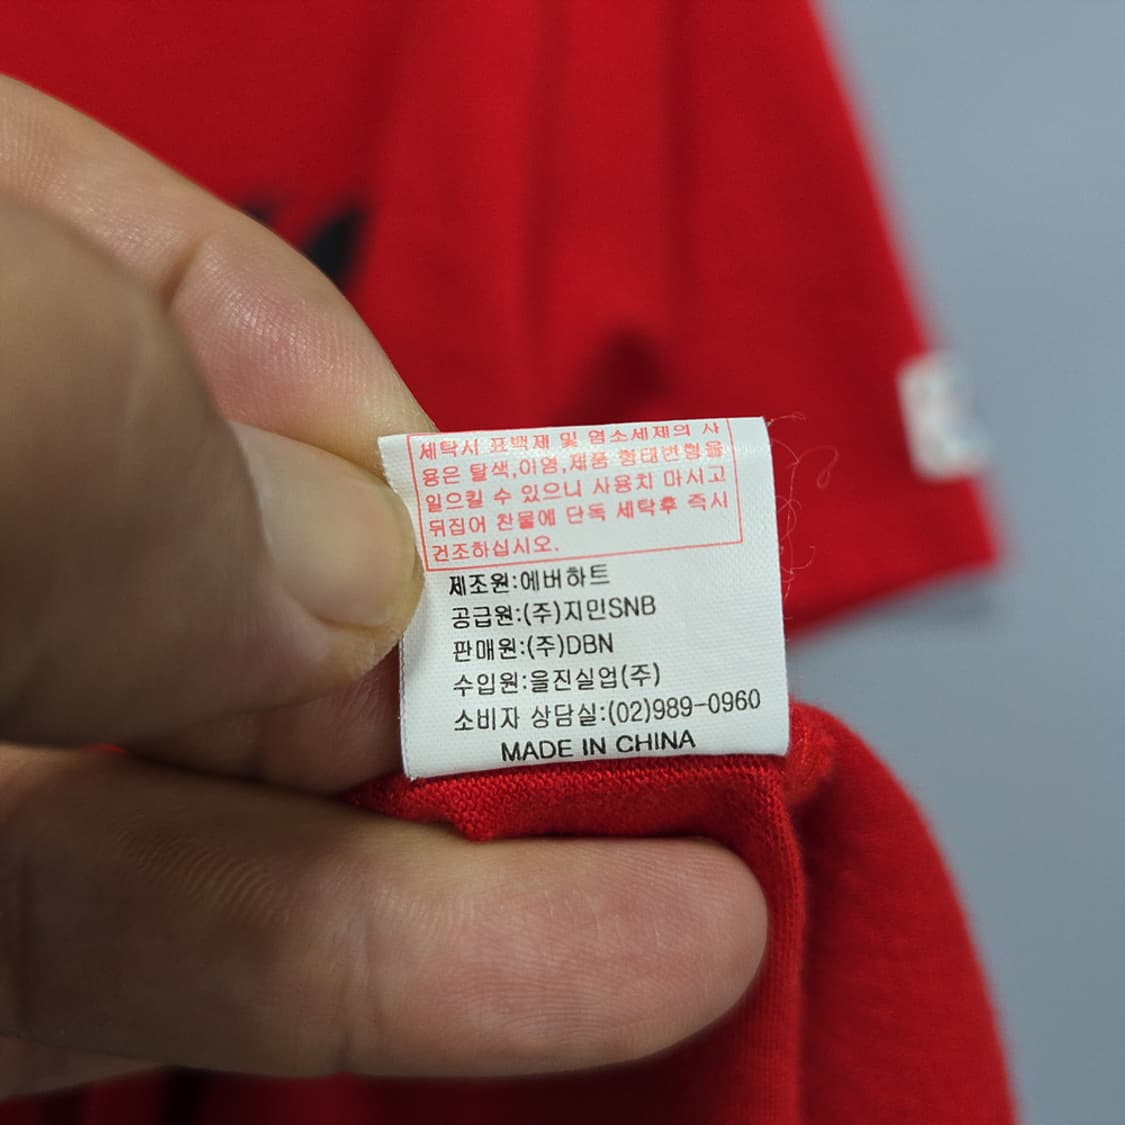 세탁시 표백제 및 염소세제의 사
용은 탈색,이염,제품 형태변형을
일으킬 수 있으니 사용치 마시고
뒤집어 찬물에 단독 세탁후 즉시
건조하십시오.
제조원:에버하트
공급원:(주)지민SNB
판매원:(주)DBN
수입원:을진실업(주)
소비자 상담실:(02)989-0960
MADE IN CHINA